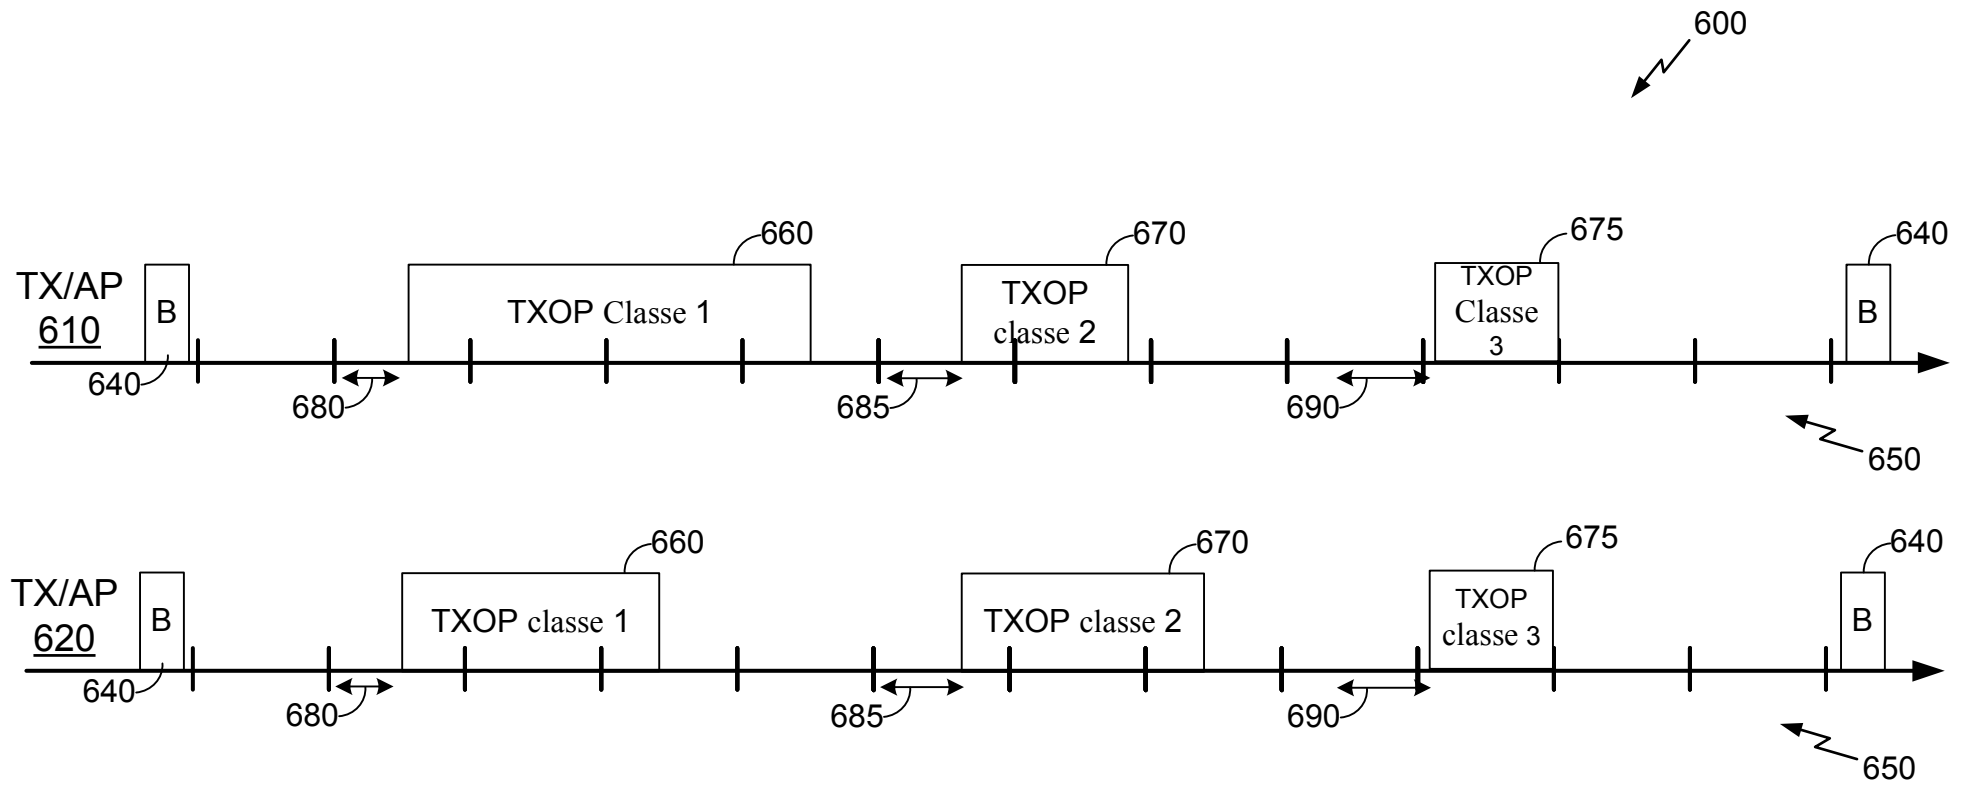 600
660
670
675
640
TX/AP
610
B
TXOP Classe 1
TXOP
classe 2
TXOP
Classe
3
B
640
680
685
690
650
660
670
675
640
TX/AP
620
B
TXOP classe 1
TXOP classe 2
TXOP
classe 3
B
640
680
685
690
650